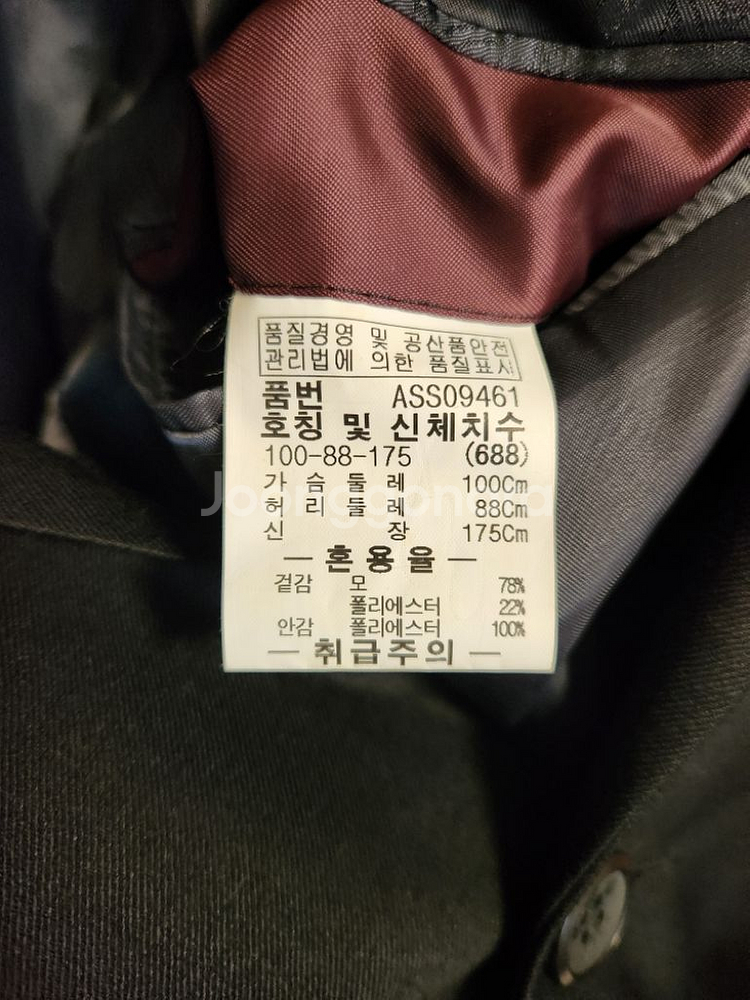 품질경영 및 공산품안전
관리법에 의한 품질표시
품번 ASS09461
호칭 및 신체치수
100-88-175 (688)
가슴둘레 100Cm
허리둘레 88Cm
신장 175Cm
— 혼용율 —
겉감 모 78%
폴리에스터 22%
안감 폴리에스터 100%
— 취급주의 —
Joonggonara